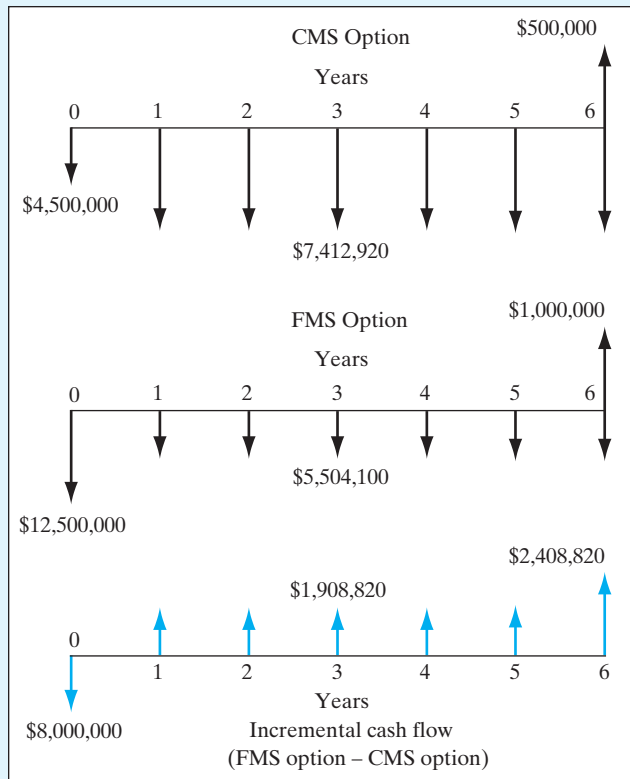 CMS Option
$500,000
Years
0 1 2 3 4 5 6
$4,500,000
$7,412,920
FMS Option
$1,000,000
Years
0 1 2 3 4 5 6
$5,504,100
$12,500,000
$2,408,820
$1,908,820
0
1 2 3 4 5 6
Years
$8,000,000
Incremental cash flow
(FMS option – CMS option)